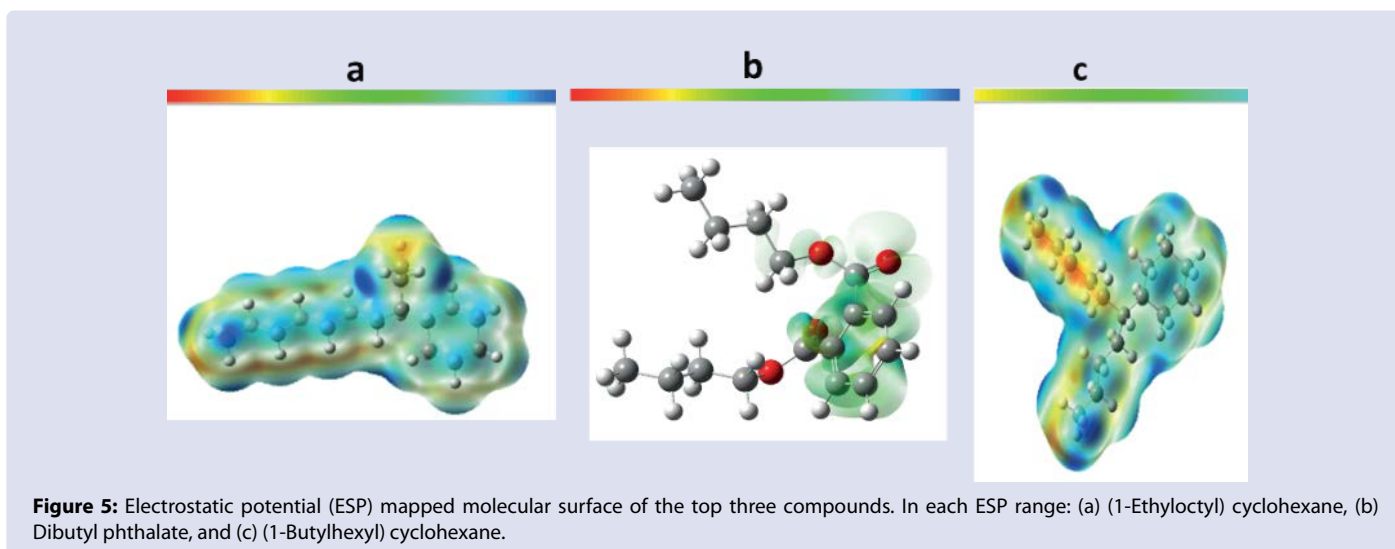 a
b
c
Figure 5: Electrostatic potential (ESP) mapped molecular surface of the top three compounds. In each ESP range: (a) (1-Ethyloctyl) cyclohexane, (b)
Dibutyl phthalate, and (c) (1-Butylhexyl) cyclohexane.